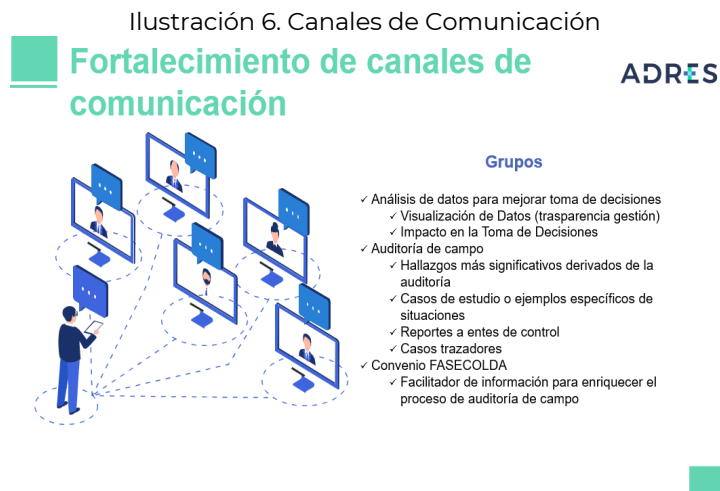 Ilustración 6. Canales de Comunicación
Fortalecimiento de canales de
comunicación
ADRES
Grupos
✓ Análisis de datos para mejorar toma de decisiones
✓ Visualización de Datos (trasparencia gestión)
✓ Impacto en la Toma de Decisiones
✓ Auditoría de campo
✓ Hallazgos más significativos derivados de la
auditoría
✓ Casos de estudio o ejemplos específicos de
situaciones
✓ Reportes a entes de control
✓ Casos trazadores
✓ Convenio FASECOLDA
✓ Facilitador de información para enriquecer el
proceso de auditoría de campo